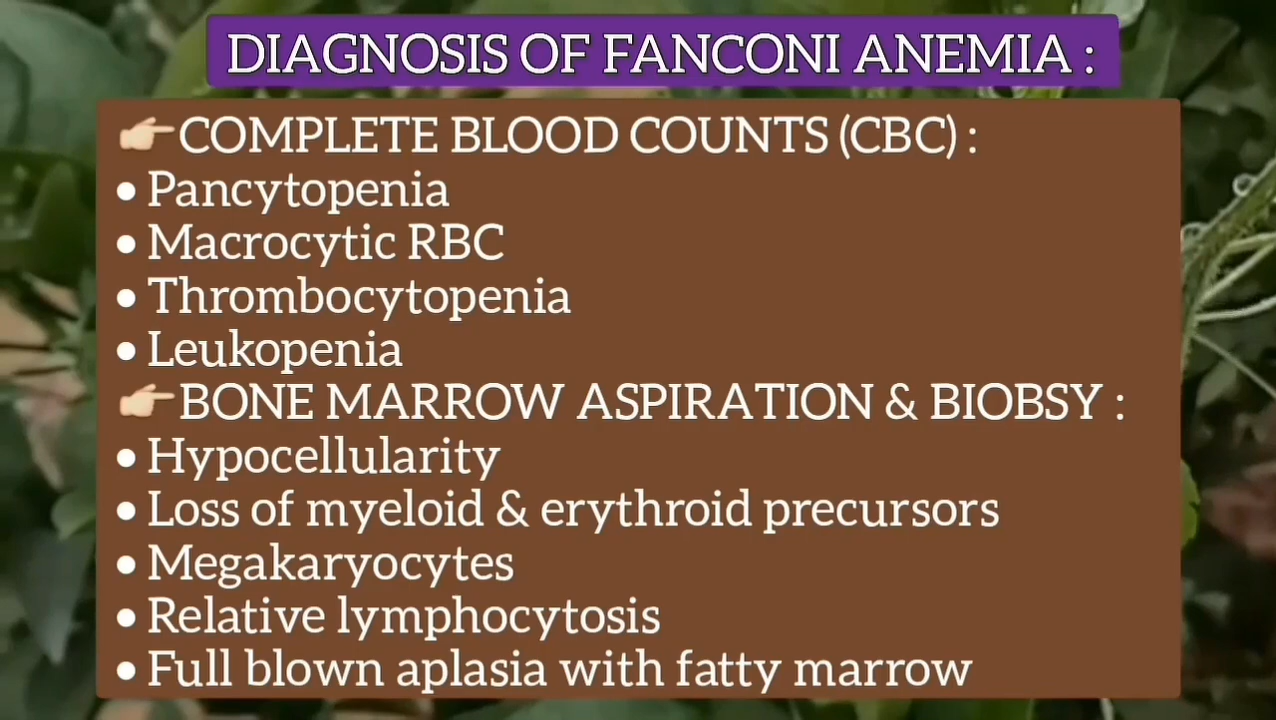 DIAGNOSIS OF FANCONI ANEMIA :
👉🏻COMPLETE BLOOD COUNTS (CBC) :
• Pancytopenia
• Macrocytic RBC
• Thrombocytopenia
• Leukopenia
👉🏻BONE MARROW ASPIRATION & BIOBSY :
• Hypocellularity
• Loss of myeloid & erythroid precursors
• Megakaryocytes
• Relative lymphocytosis
• Full blown aplasia with fatty marrow